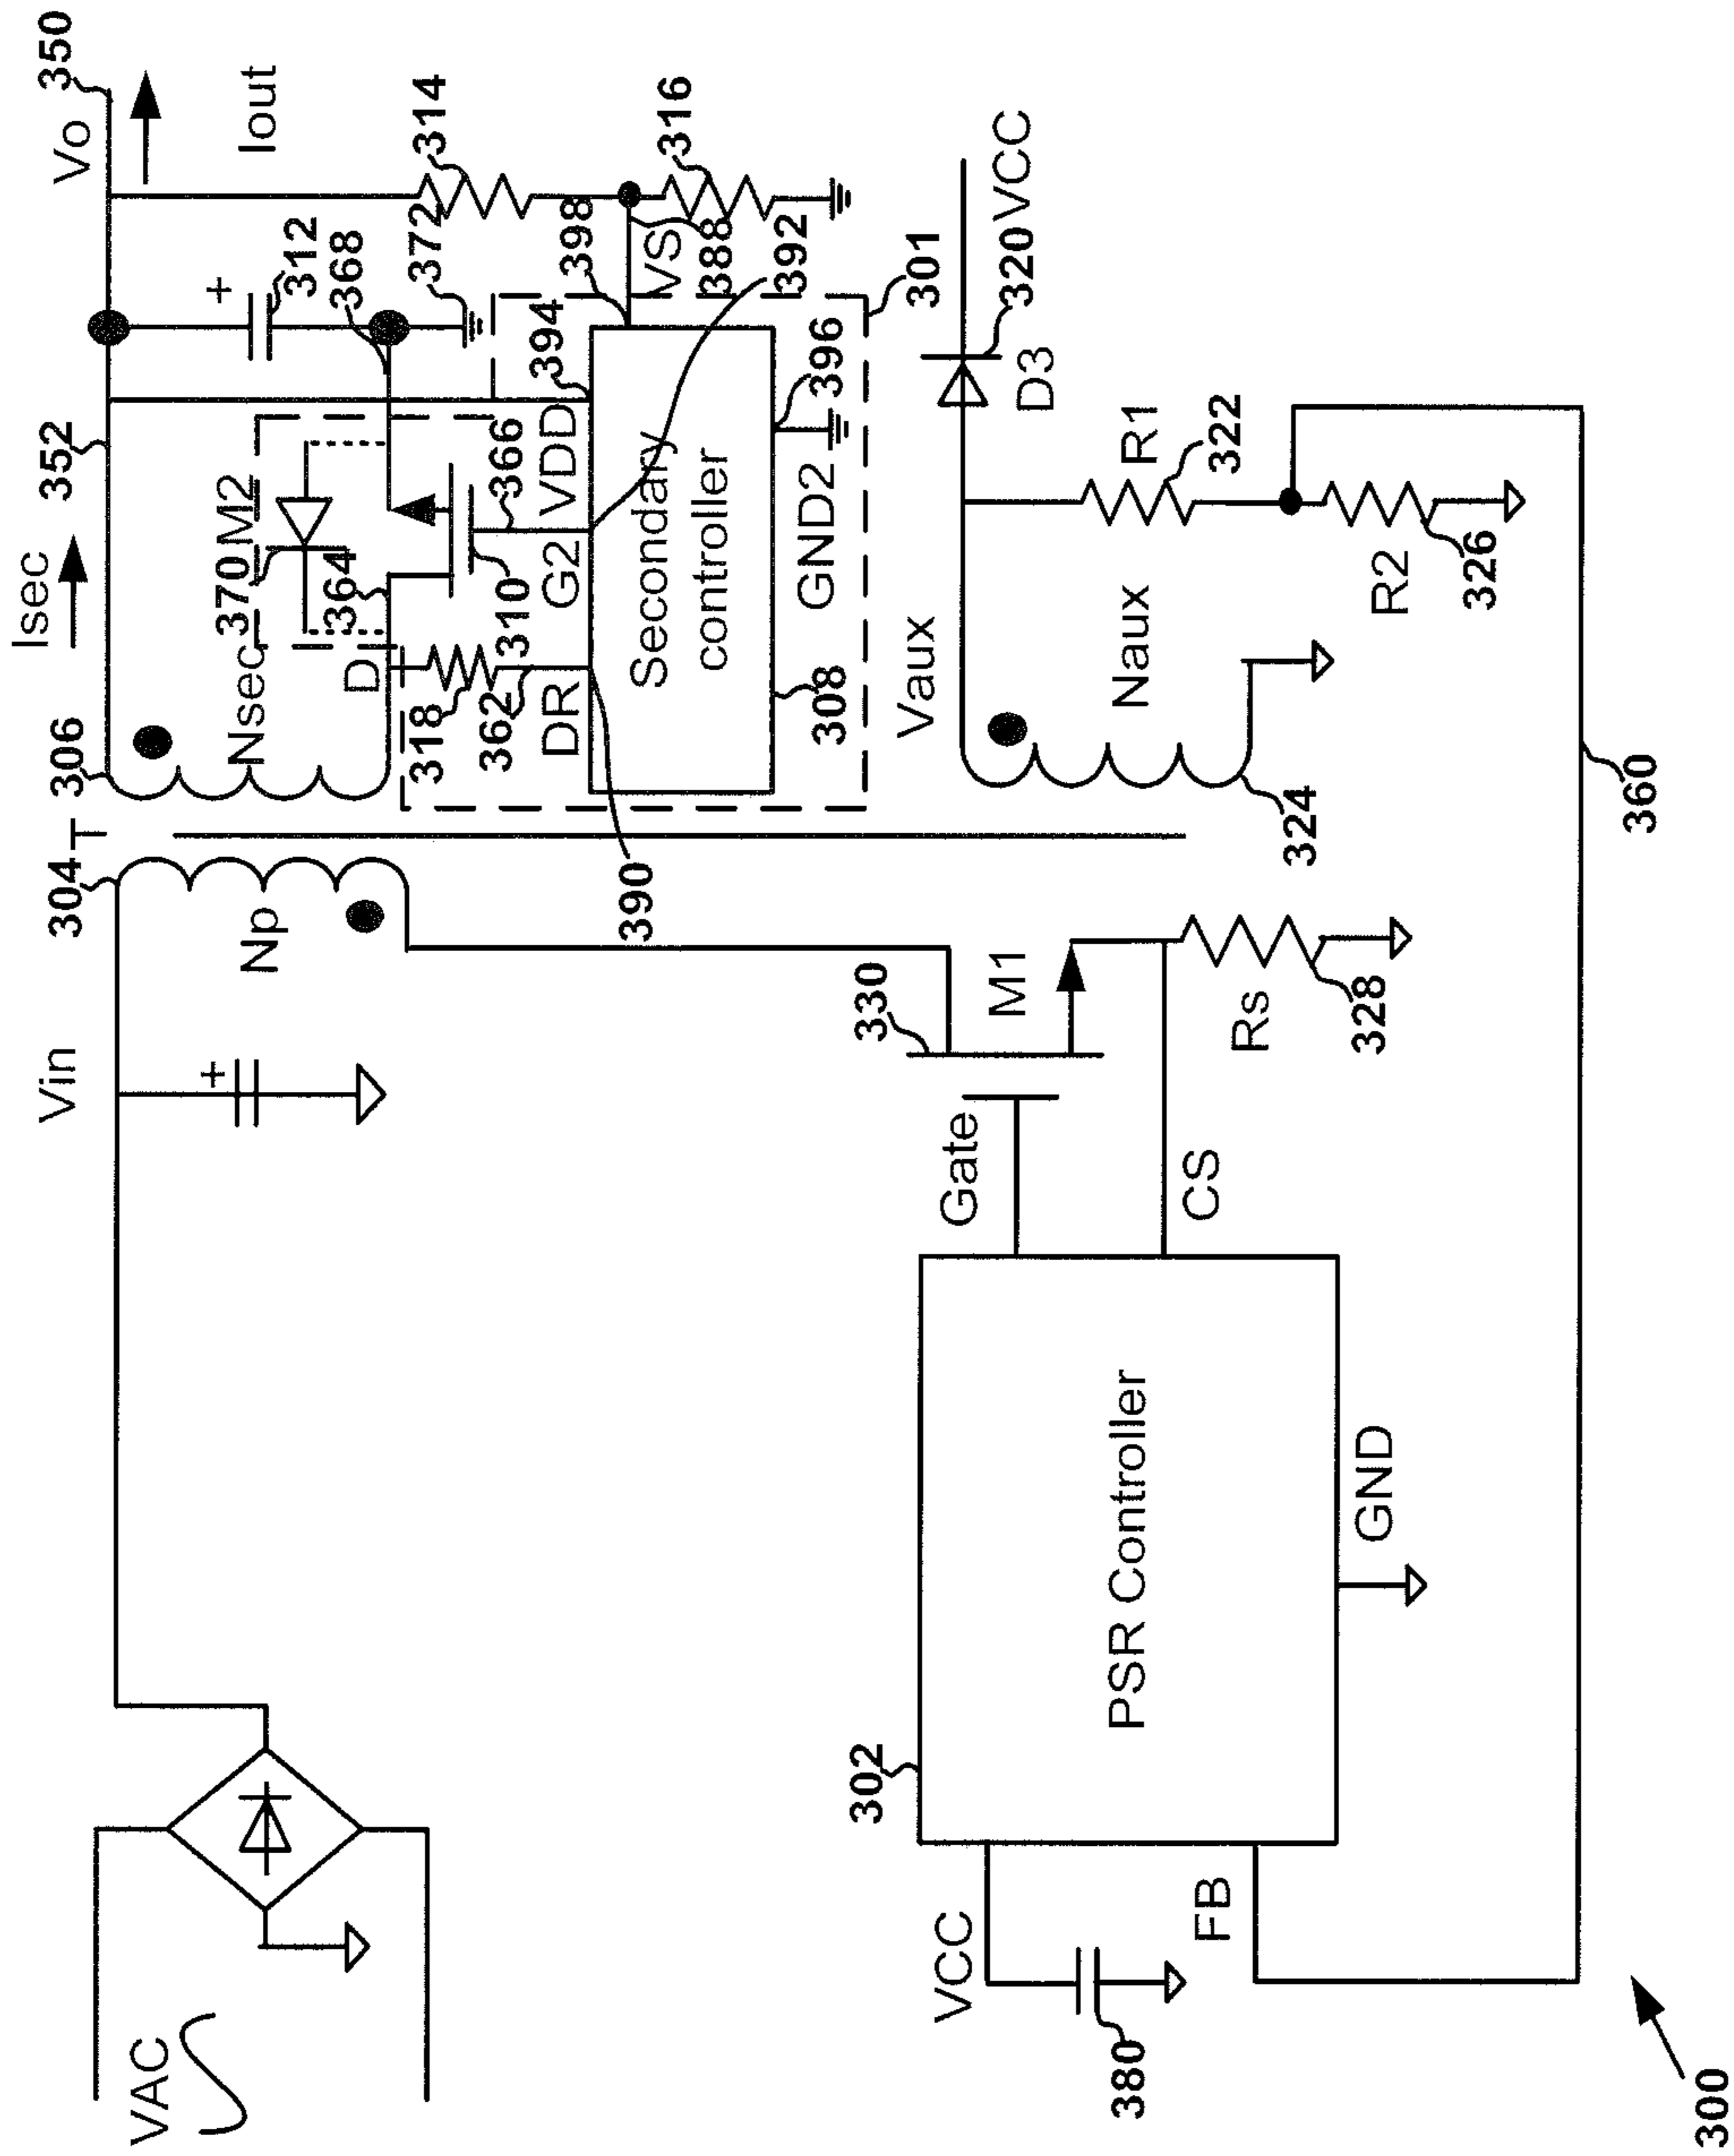 VAC
Vin
304
T
306
Isec
352
Vo
350
Iout
Np
Nsec
370
M2
364
D
318
362
DR
310
G2
366
VDD
394
368
312
+
+
372
398
314
VS
388
392
316
Secondary
controller
308
GND2
396
301
390
Vaux
Naux
324
D3
320
VCC
R1
322
R2
326
360
330
M1
Gate
CS
Rs
328
302
PSR Controller
GND
VCC
FB
380
300